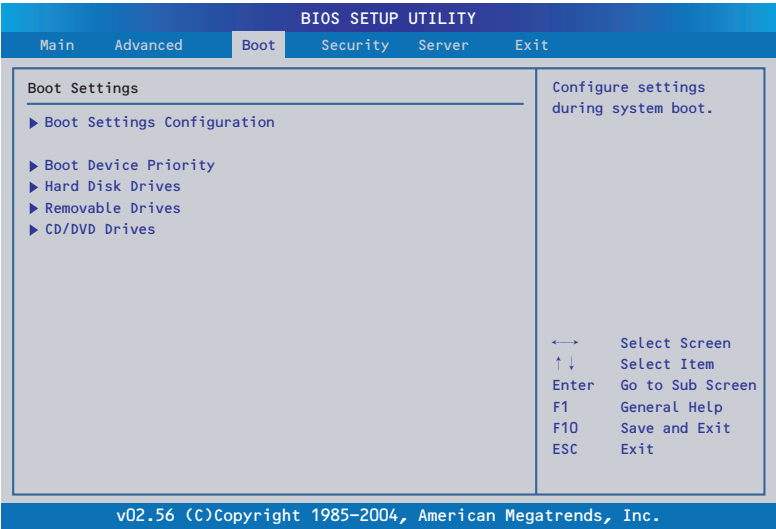 BIOS SETUP UTILITY
Main Advanced Boot Security Server Exit
Boot Settings
Boot Settings Configuration
Boot Device Priority
Hard Disk Drives
Removable Drives
CD/DVD Drives
Configure settings
during system boot.
←→ Select Screen
↑↓ Select Item
Enter Go to Sub Screen
F1 General Help
F10 Save and Exit
ESC Exit
v02.56 (C)Copyright 1985-2004, American Megatrends, Inc.